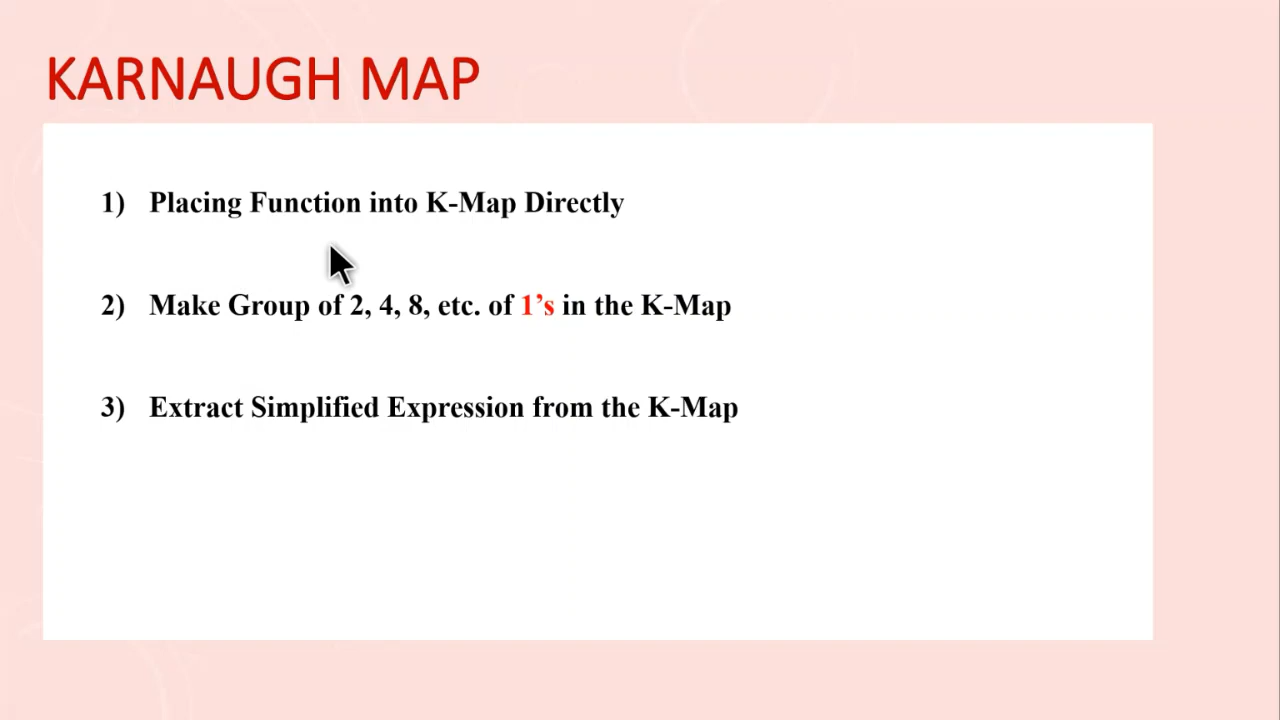 KARNAUGH MAP
1) Placing Function into K-Map Directly
2) Make Group of 2, 4, 8, etc. of 1’s in the K-Map
3) Extract Simplified Expression from the K-Map